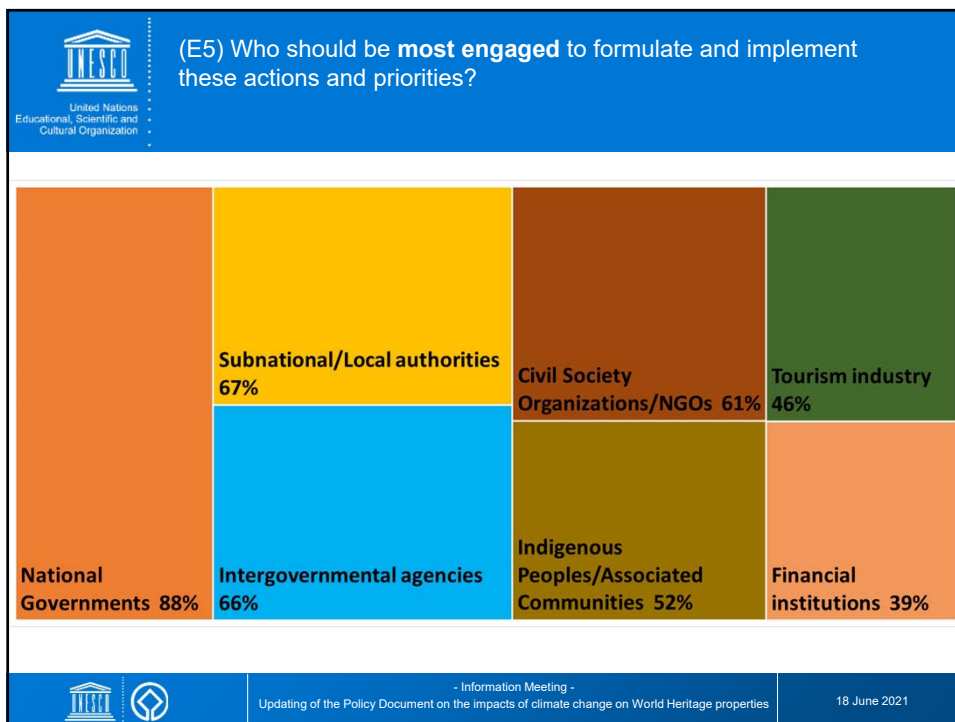 UNESCO
United Nations
Educational, Scientific and
Cultural Organization
(E5) Who should be most engaged to formulate and implement
these actions and priorities?
National
Governments 88%
Subnational/Local authorities
67%
Intergovernmental agencies
66%
Civil Society
Organizations/NGOs 61%
Indigenous
Peoples/Associated
Communities 52%
Tourism industry
46%
Financial
institutions 39%
UNESCO
- Information Meeting -
Updating of the Policy Document on the impacts of climate change on World Heritage properties
18 June 2021